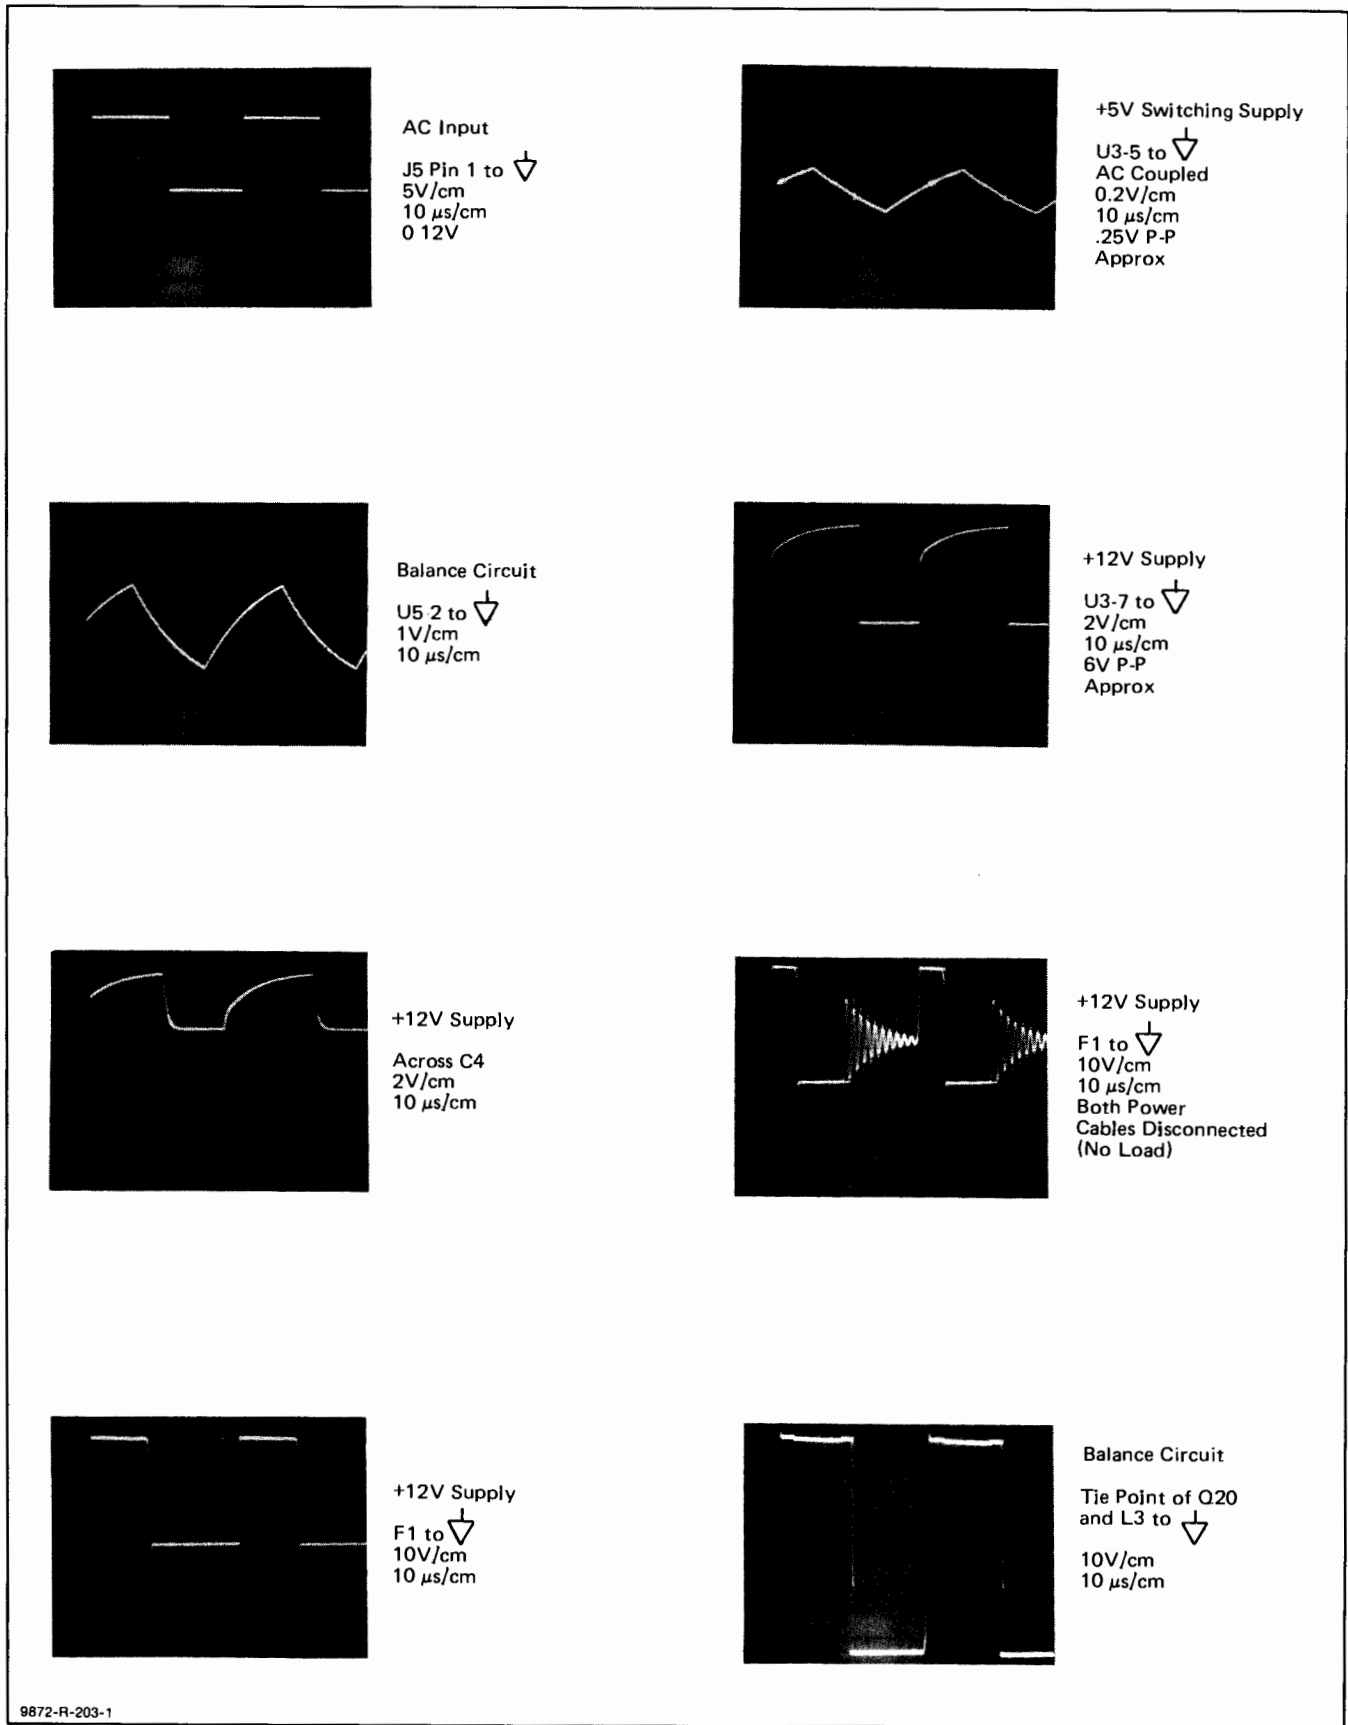 AC Input
J5 Pin 1 to
5V/cm
10 μs/cm
0 12V
+5V Switching Supply
U3-5 to
AC Coupled
0.2V/cm
10 μs/cm
.25V P-P
Approx
Balance Circuit
U5 2 to
1V/cm
10 μs/cm
+12V Supply
U3-7 to
2V/cm
10 μs/cm
6V P-P
Approx
+12V Supply
Across C4
2V/cm
10 μs/cm
+12V Supply
F1 to
10V/cm
10 μs/cm
Both Power
Cables Disconnected
(No Load)
+12V Supply
F1 to
10V/cm
10 μs/cm
Balance Circuit
Tie Point of Q20
and L3 to
10V/cm
10 μs/cm
9872-R-203-1